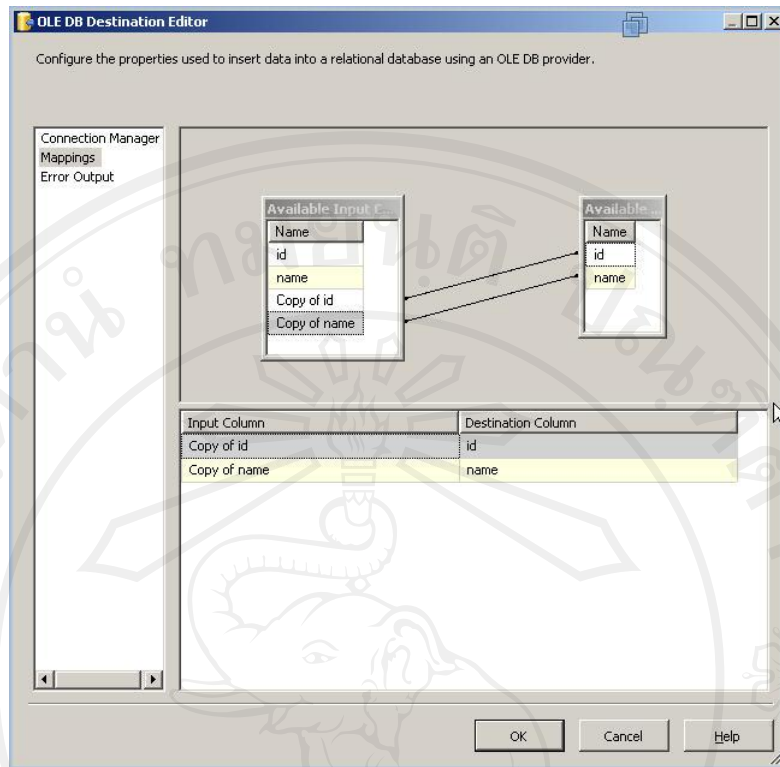 OLE DB Destination Editor
Configure the properties used to insert data into a relational database using an OLE DB provider.
Connection Manager
Mappings
Error Output
Available Input C...
Name
id
name
Copy of id
Copy of name
Available ...
Name
id
name
Input Column
Destination Column
Copy of id
id
Copy of name
name
OK
Cancel
Help